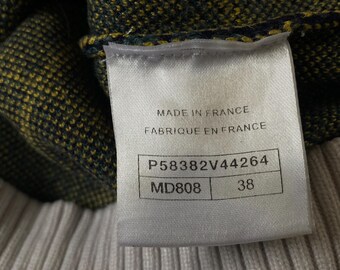 MADE IN FRANCE
FABRIQUE EN FRANCE
P58382V44264
MD808 38